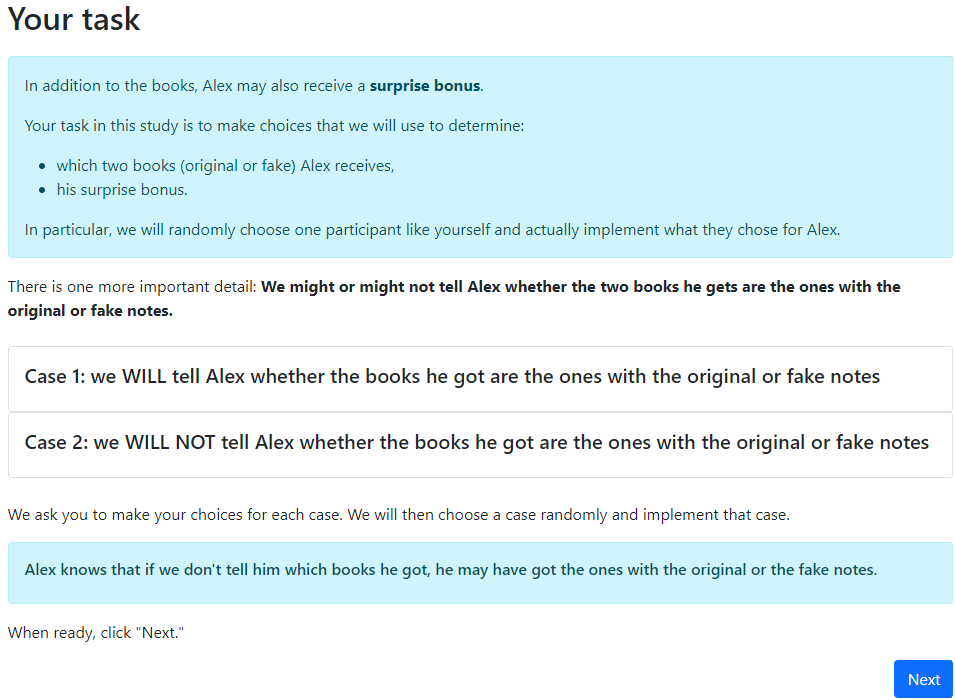 Your task
In addition to the books, Alex may also receive a surprise bonus.
Your task in this study is to make choices that we will use to determine:
• which two books (original or fake) Alex receives,
• his surprise bonus.
In particular, we will randomly choose one participant like yourself and actually implement what they chose for Alex.
There is one more important detail: We might or might not tell Alex whether the two books he gets are the ones with the
original or fake notes.
Case 1: we WILL tell Alex whether the books he got are the ones with the original or fake notes
Case 2: we WILL NOT tell Alex whether the books he got are the ones with the original or fake notes
We ask you to make your choices for each case. We will then choose a case randomly and implement that case.
Alex knows that if we don't tell him which books he got, he may have got the ones with the original or the fake notes.
When ready, click "Next."
Next